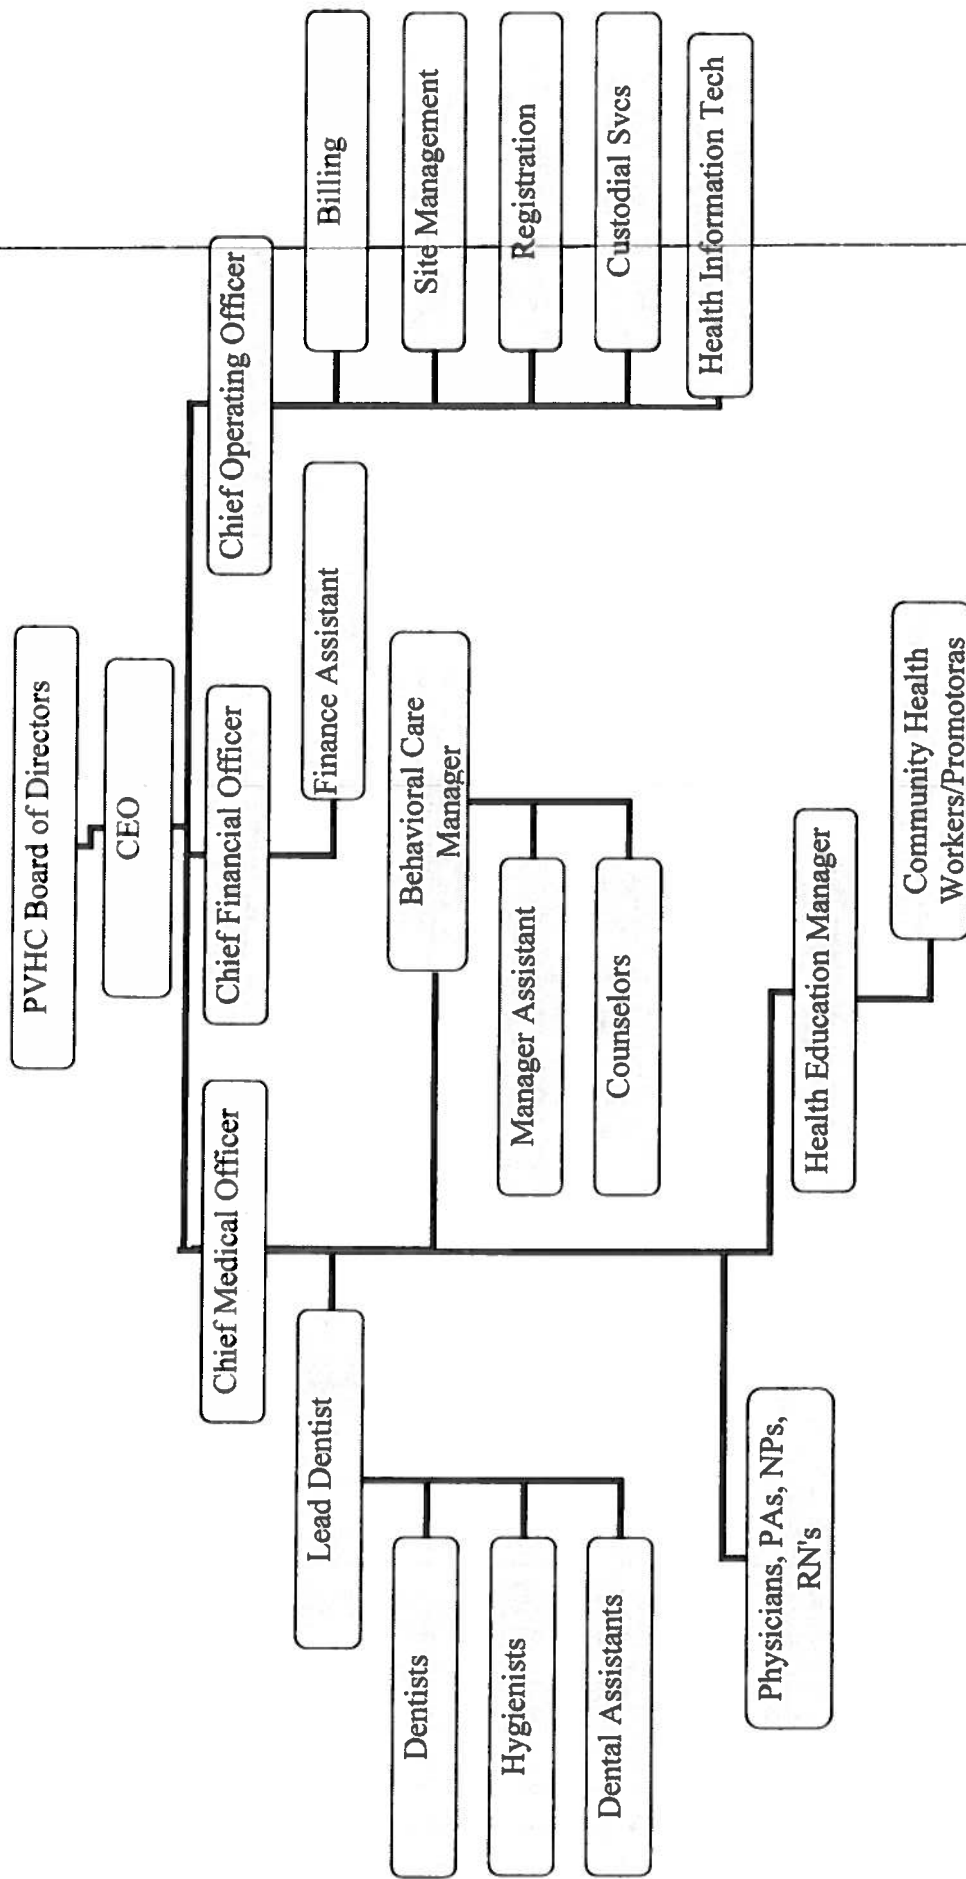 PVHC Board of Directors
CEO
Chief Medical Officer
Chief Financial Officer
Chief Operating Officer
Lead Dentist
Finance Assistant
Billing
Dentists
Behavioral Care
Manager
Site Management
Hygienists
Manager Assistant
Registration
Dental Assistants
Counselors
Custodial Svcs
Health Information Tech
Physicians, PAs, NPs,
RN's
Health Education Manager
Community Health
Workers/Promotoras